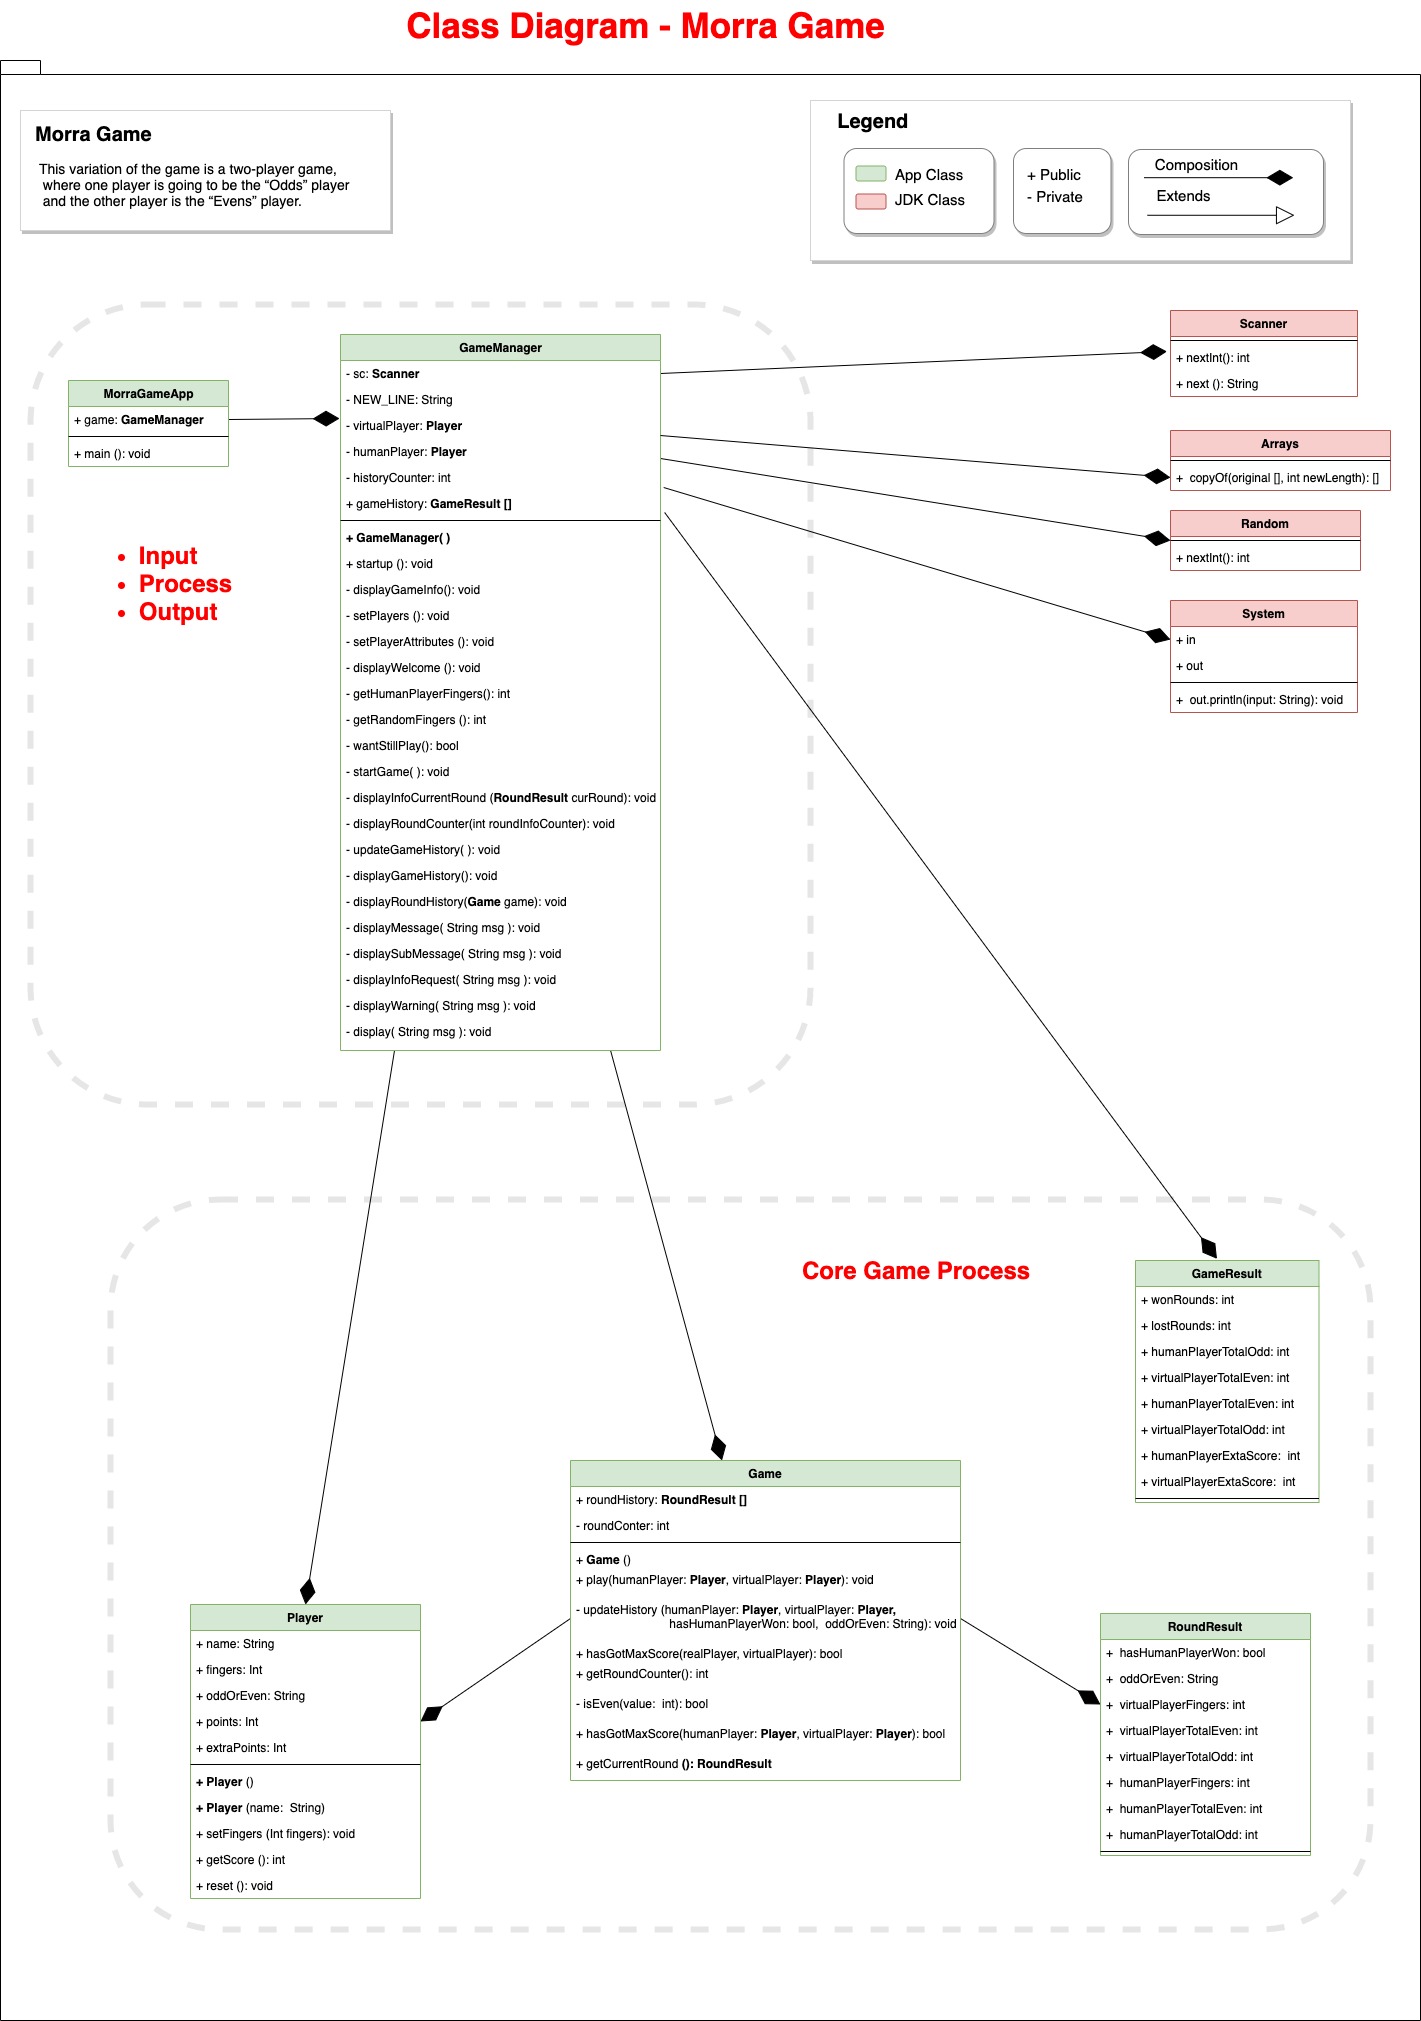 Class Diagram - Morra Game
Morra Game
This variation of the game is a two-player game,
where one player is going to be the “Odds” player
and the other player is the “Evens” player.
Legend
App Class
JDK Class
+ Public
- Private
Composition
Extends
MorraGameApp
+ game: GameManager
+ main (): void
• Input
• Process
• Output
GameManager
- sc: Scanner
- NEW_LINE: String
- virtualPlayer: Player
- humanPlayer: Player
- historyCounter: int
+ gameHistory: GameResult []
+ GameManager( )
+ startup (): void
- displayGameInfo(): void
- setPlayers (): void
- setPlayerAttributes (): void
- displayWelcome (): void
- getHumanPlayerFingers(): int
- getRandomFingers (): int
- wantStillPlay(): bool
- startGame( ): void
- displayInfoCurrentRound (RoundResult curRound): void
- displayRoundCounter(int roundInfoCounter): void
- updateGameHistory( ): void
- displayGameHistory(): void
- displayRoundHistory(Game game): void
- displayMessage( String msg ): void
- displaySubMessage( String msg ): void
- displayInfoRequest( String msg ): void
- displayWarning( String msg ): void
- display( String msg ): void
Scanner
+ nextInt(): int
+ next (): String
Arrays
+ copyOf(original [], int newLength): []
Random
+ nextInt(): int
System
+ in
+ out
+ out.println(input: String): void
Core Game Process
GameResult
+ wonRounds: int
+ lostRounds: int
+ humanPlayerTotalOdd: int
+ virtualPlayerTotalEven: int
+ humanPlayerTotalEven: int
+ virtualPlayerTotalOdd: int
+ humanPlayerExtaScore: int
+ virtualPlayerExtaScore: int
Game
+ roundHistory: RoundResult []
- roundConter: int
+ Game ()
+ play(humanPlayer: Player, virtualPlayer: Player): void
- updateHistory (humanPlayer: Player, virtualPlayer: Player,
hasHumanPlayerWon: bool, oddOrEven: String): void
+ hasGotMaxScore(realPlayer, virtualPlayer): bool
+ getRoundCounter(): int
- isEven(value: int): bool
+ hasGotMaxScore(humanPlayer: Player, virtualPlayer: Player): bool
+ getCurrentRound (): RoundResult
Player
+ name: String
+ fingers: Int
+ oddOrEven: String
+ points: Int
+ extraPoints: Int
+ Player ()
+ Player (name: String)
+ setFingers (Int fingers): void
+ getScore (): int
+ reset (): void
RoundResult
+ hasHumanPlayerWon: bool
+ oddOrEven: String
+ virtualPlayerFingers: int
+ virtualPlayerTotalEven: int
+ virtualPlayerTotalOdd: int
+ humanPlayerFingers: int
+ humanPlayerTotalEven: int
+ humanPlayerTotalOdd: int